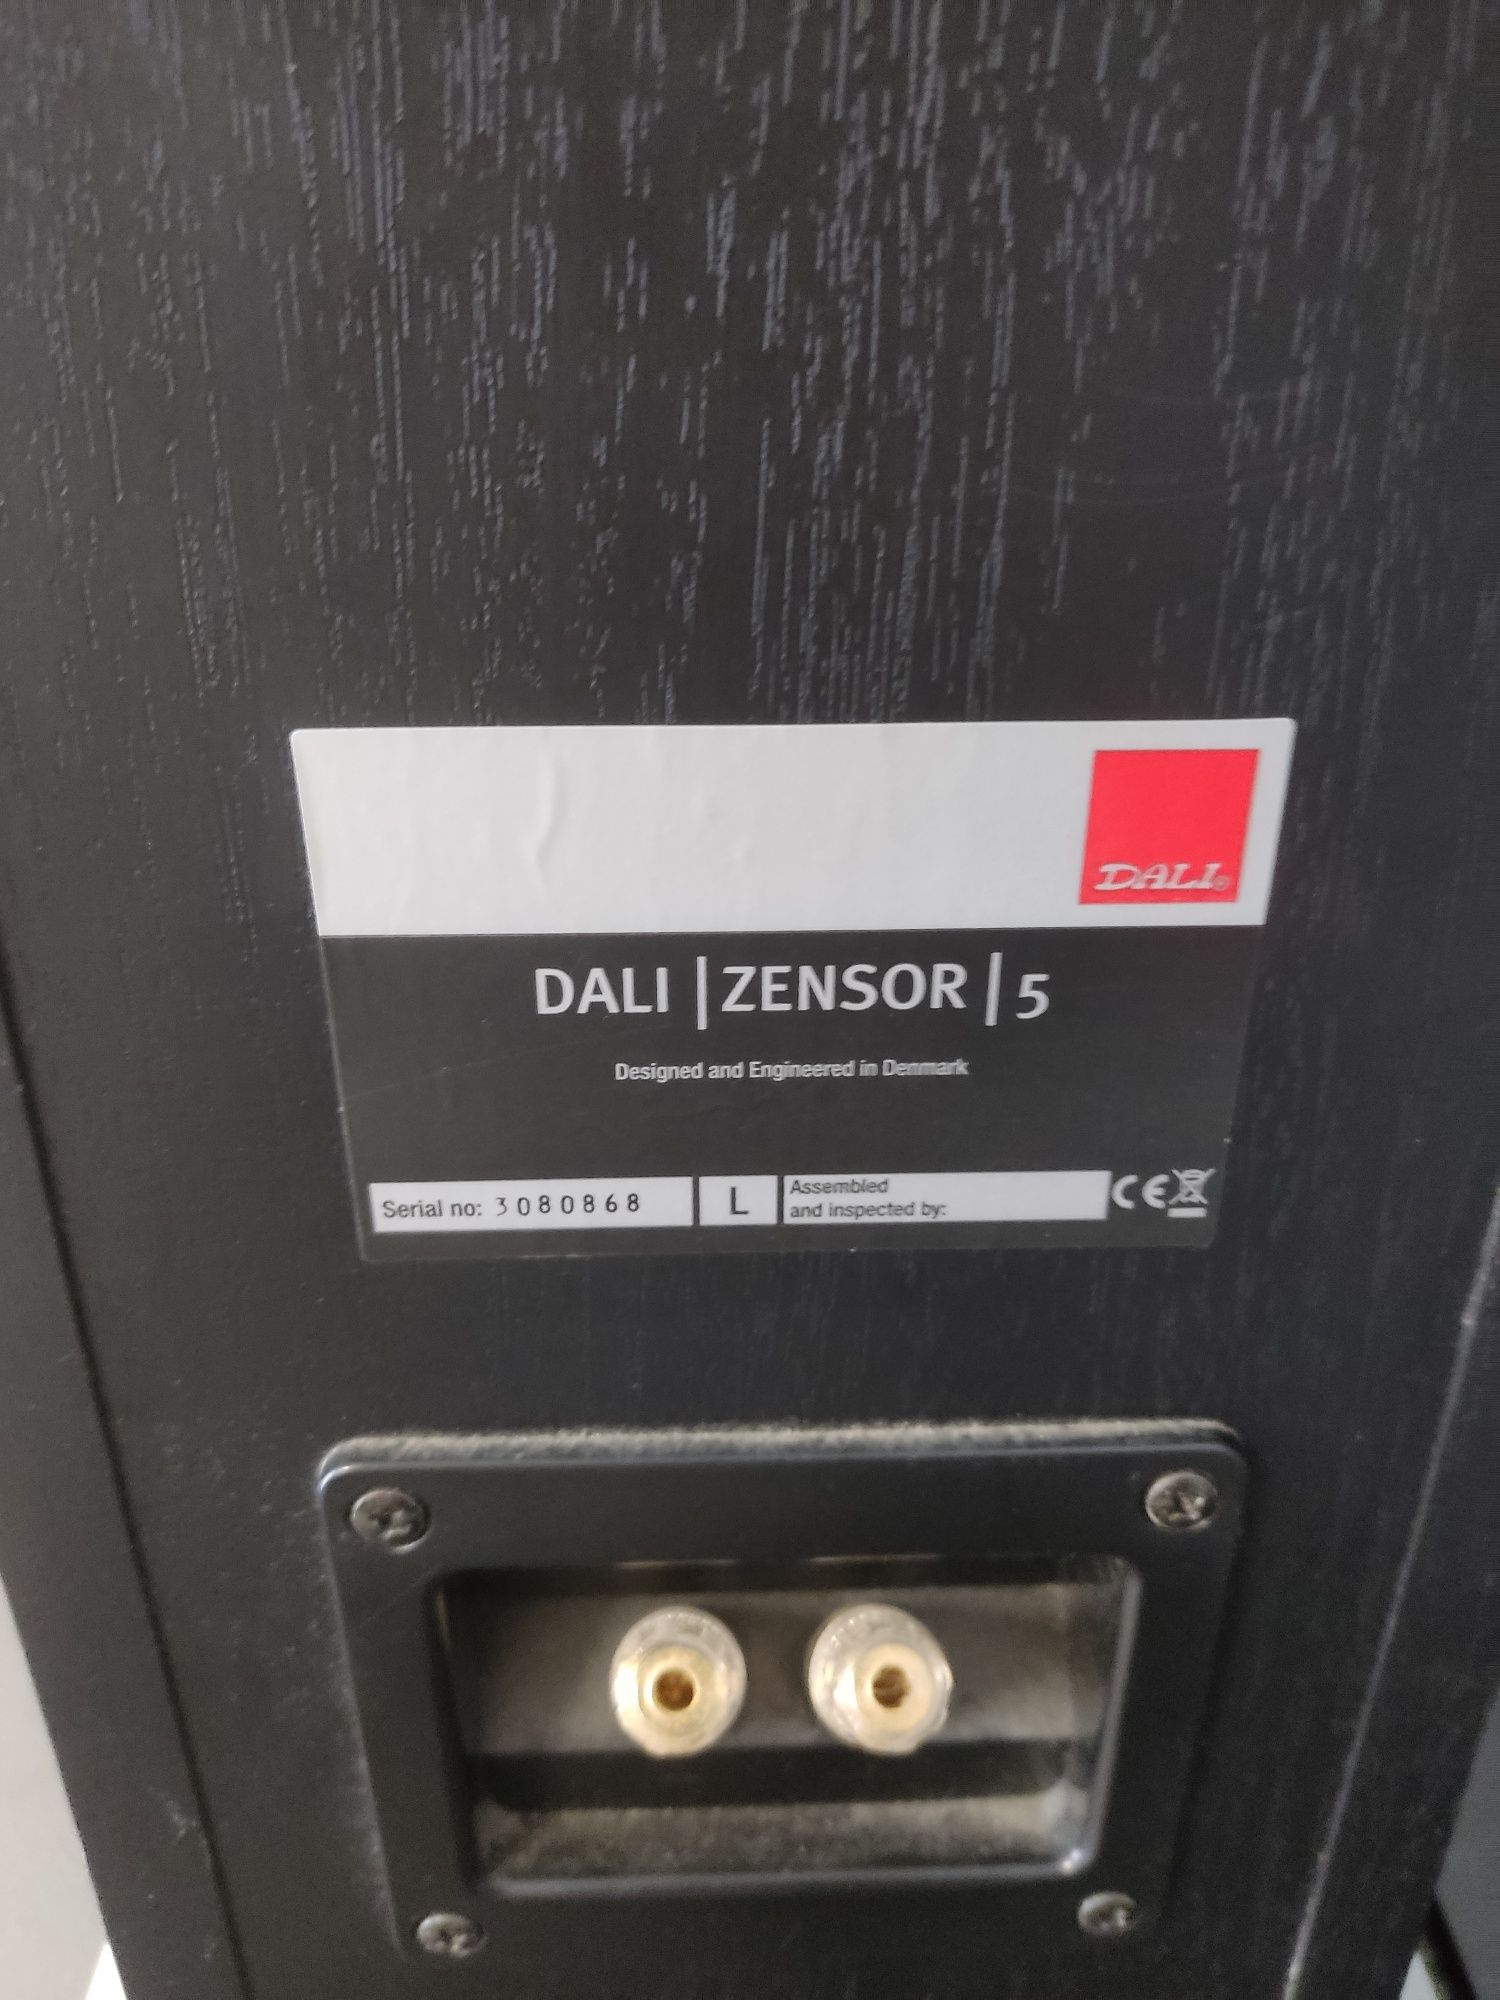 DALI®
DALI | ZENSOR | 5
Designed and Engineered in Denmark
Serial no: 3080868
L
Assembled
and inspected by:
CE